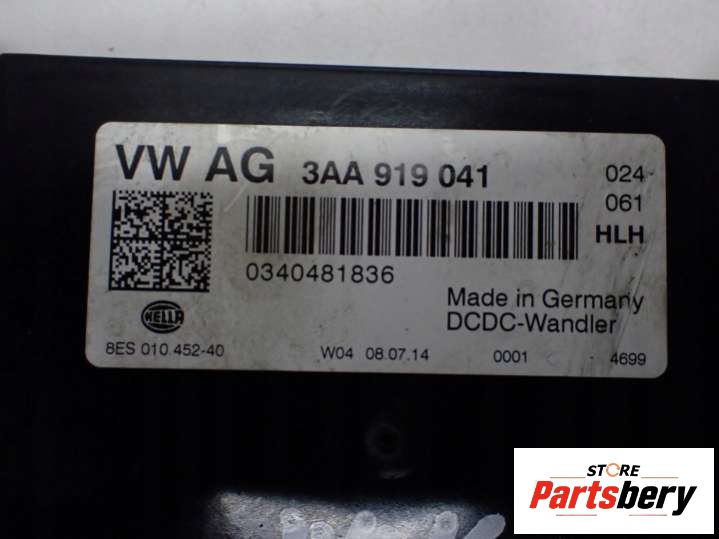 VW AG 3AA 919 041 024
061
HLH
0340481836
Made in Germany
DCDC-Wandler
HELLA
8ES 010.452-40 W04 08.07.14 0001 4699
STORE
Partsbery